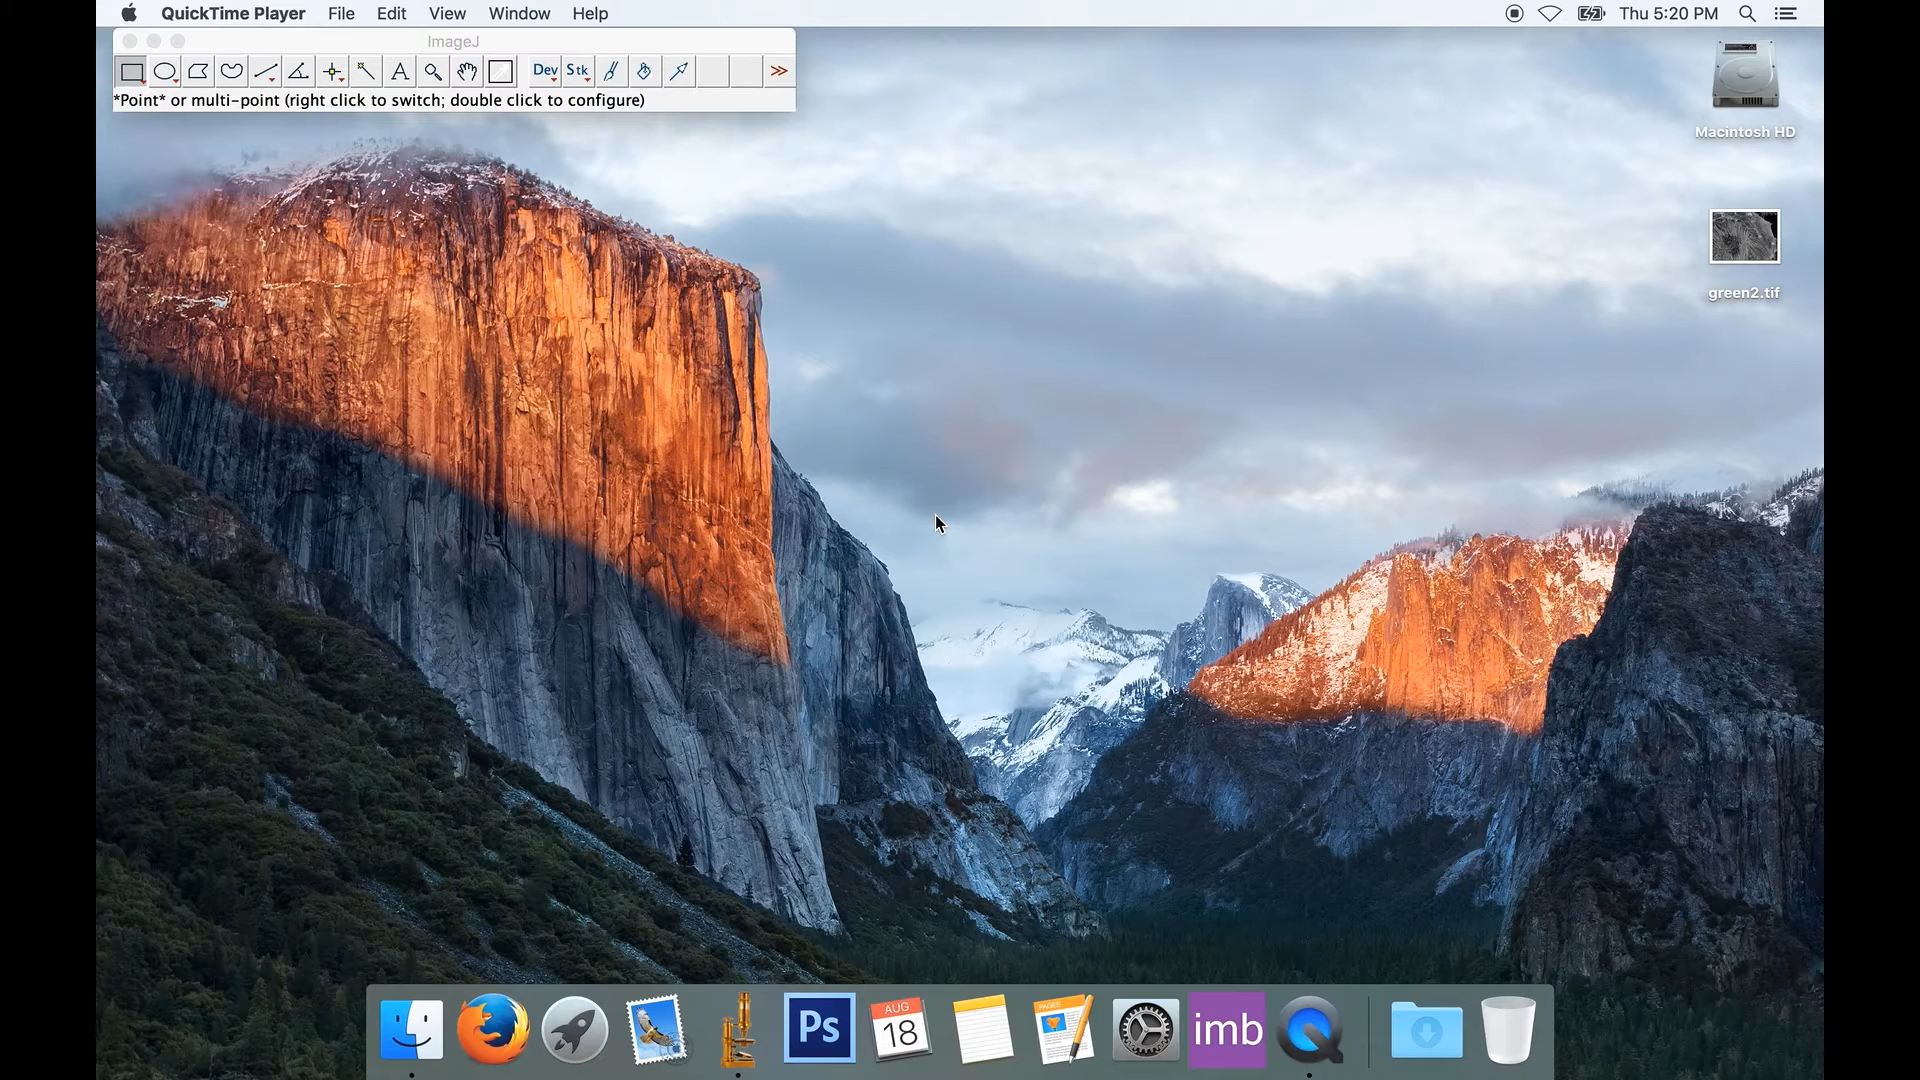 QuickTime Player File Edit View Window Help Thu 5:20 PM
ImageJ
A Dev Stk >>
*Point* or multi-point (right click to switch; double click to configure)
Macintosh HD
green2.tif
Ps AUG 18 PAGES imb